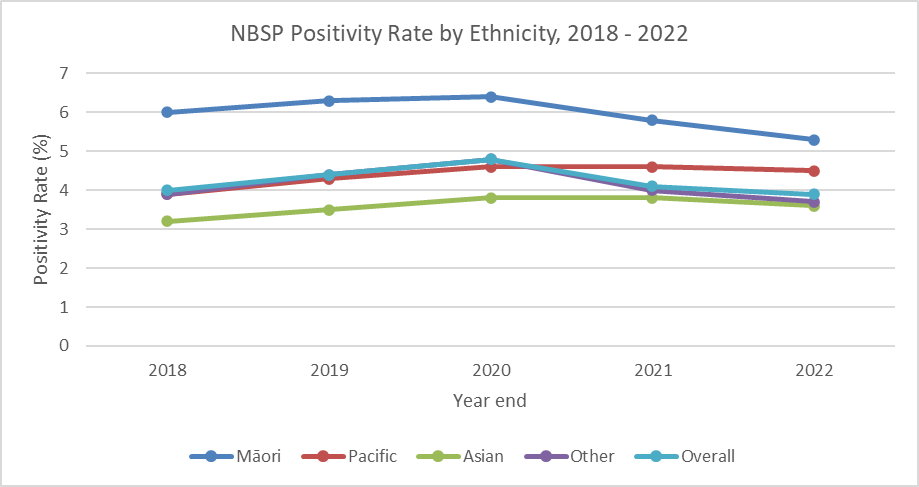 NBSP Positivity Rate by Ethnicity, 2018 - 2022
7
6
5
4
3
2
1
0
Positivity Rate (%)
2018 2019 2020 2021 2022
Year end
Māori Pacific Asian Other Overall